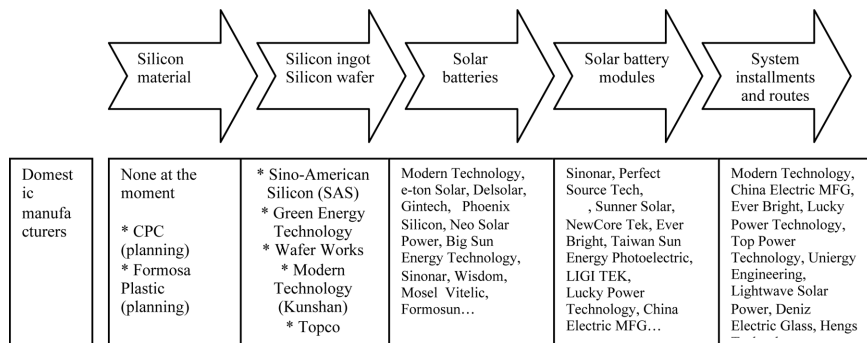 Silicon
material
Silicon ingot
Silicon wafer
Solar
batteries
Solar battery
modules
System
installments
and routes
Domest
ic
manufa
cturers
None at the
moment
* CPC
(planning)
* Formosa
Plastic
(planning)
* Sino-American
Silicon (SAS)
* Green Energy
Technology
* Wafer Works
* Modern
Technology
(Kunshan)
* Topco
Modern Technology,
e-ton Solar, Delsolar,
Gintech, Phoenix
Silicon, Neo Solar
Power, Big Sun
Energy Technology,
Sinonar, Wisdom,
Mosel Vitelic,
Formosun…
Sinonar, Perfect
Source Tech,
, Sunner Solar,
NewCore Tek, Ever
Bright, Taiwan Sun
Energy Photoelectric,
LIGI TEK,
Lucky Power
Technology, China
Electric MFG…
Modern Technology,
China Electric MFG,
Ever Bright, Lucky
Power Technology,
Top Power
Technology, Uniergy
Engineering,
Lightwave Solar
Power, Deniz
Electric Glass, Hengs